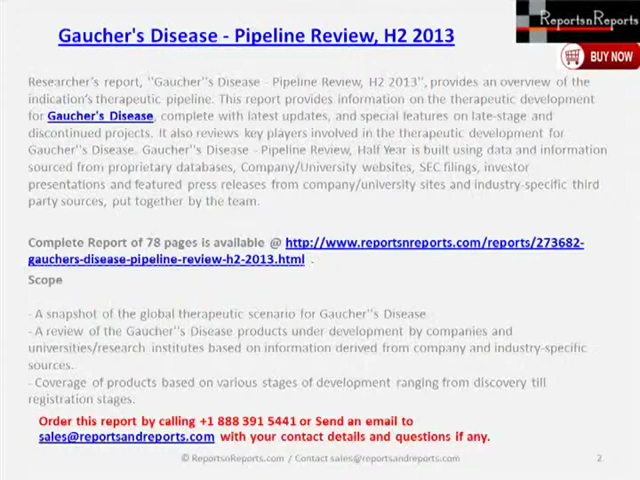 Gaucher's Disease - Pipeline Review, H2 2013
ReportsnReports
BUY NOW
Researcher's report, ''Gaucher''s Disease - Pipeline Review, H2 2013'', provides an overview of the
indication's therapeutic pipeline. This report provides information on the therapeutic development
for Gaucher's Disease, complete with latest updates, and special features on late-stage and
discontinued projects. It also reviews key players involved in the therapeutic development for
Gaucher''s Disease. Gaucher''s Disease - Pipeline Review, Half Year is built using data and information
sourced from proprietary databases, Company/University websites, SEC filings, investor
presentations and featured press releases from company/university sites and industry-specific third
party sources, put together by the team.
Complete Report of 78 pages is available @ http://www.reportsnreports.com/reports/273682-
gauchers-disease-pipeline-review-h2-2013.html .
Scope
- A snapshot of the global therapeutic scenario for Gaucher''s Disease
- A review of the Gaucher''s Disease products under development by companies and
universities/research institutes based on information derived from company and industry-specific
sources.
- Coverage of products based on various stages of development ranging from discovery till
registration stages.
Order this report by calling +1 888 391 5441 or Send an email to
sales@reportsandreports.com with your contact details and questions if any.
© ReportsnReports.com / Contact sales@reportsandreports.com
2